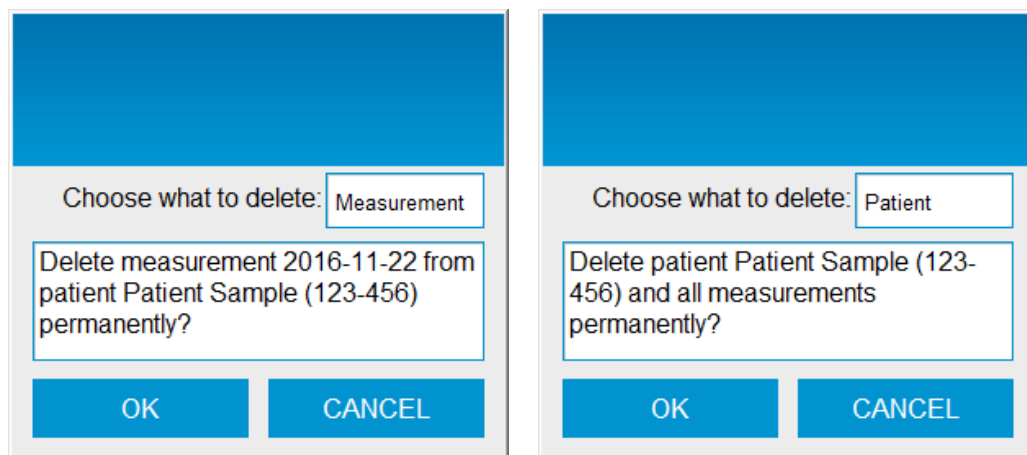 Choose what to delete: Measurement
Delete measurement 2016-11-22 from
patient Patient Sample (123-456)
permanently?
OK CANCEL
Choose what to delete: Patient
Delete patient Patient Sample (123-
456) and all measurements
permanently?
OK CANCEL